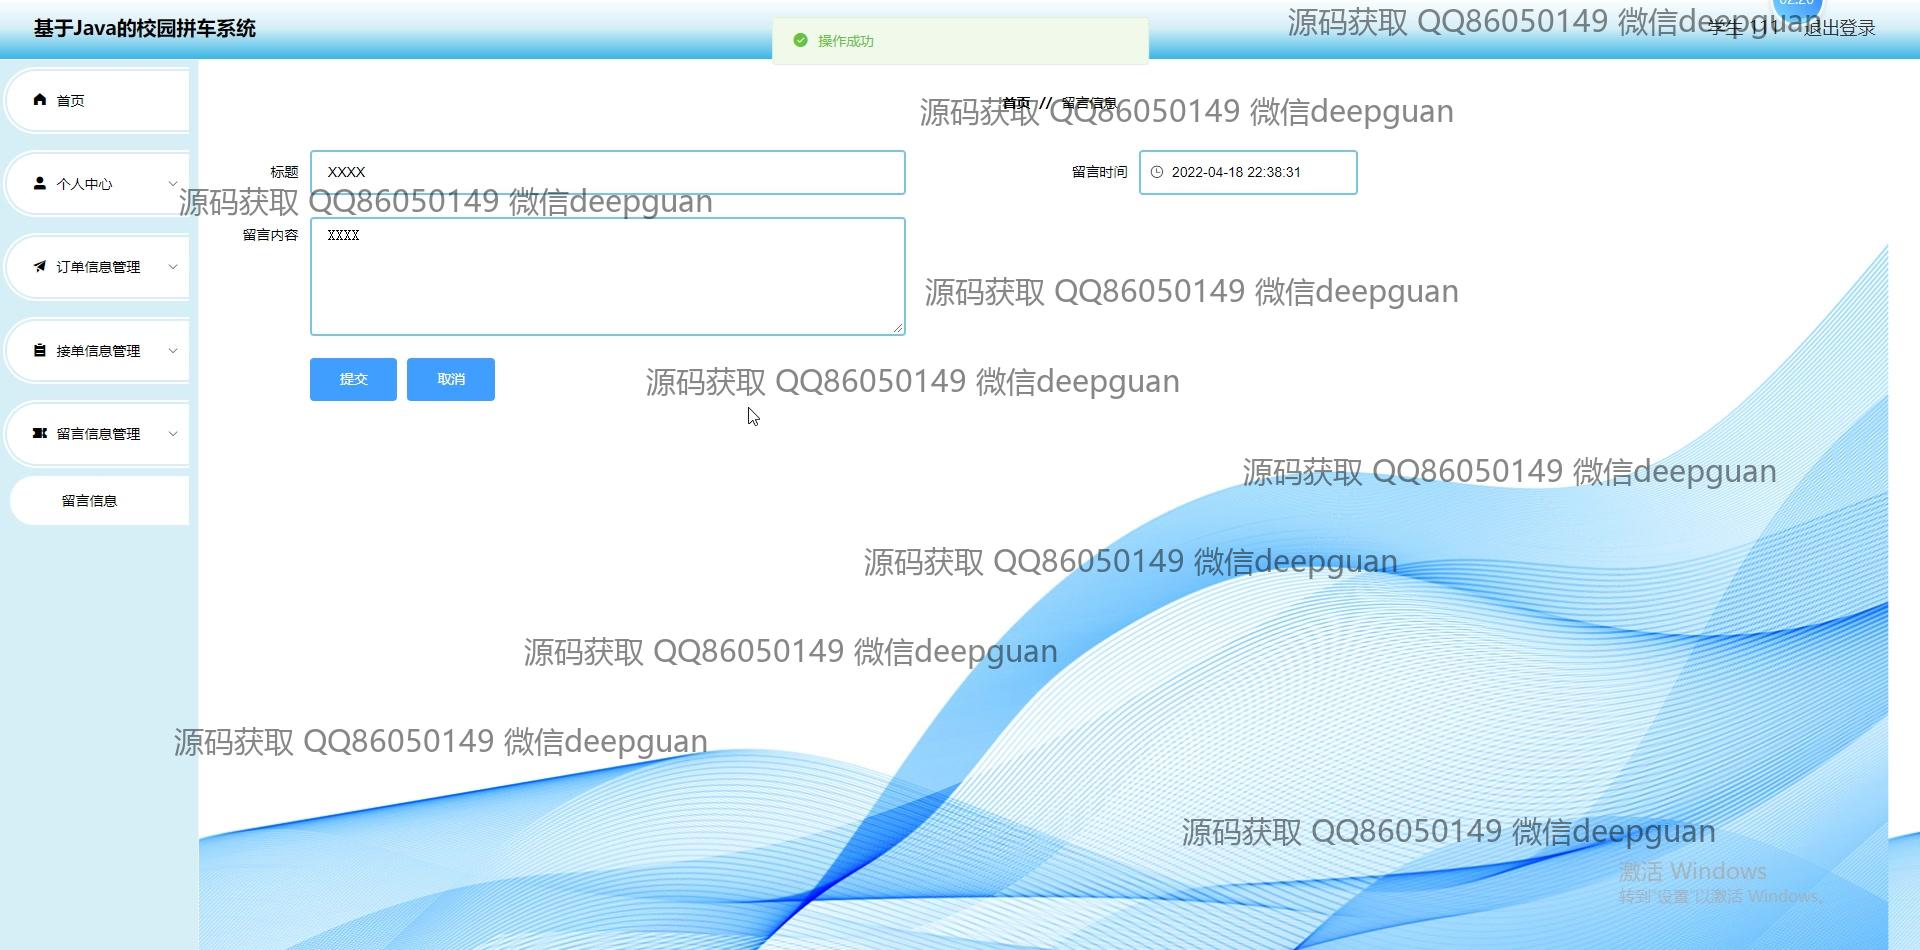 基于Java的校园拼车系统
操作成功
02:20
源码获取 QQ86050149 微信deepguan
学生 111
退出登录
首页
首页 // 留言信息
源码获取 QQ86050149 微信deepguan
标题
XXXX
留言时间
2022-04-18 22:38:31
个人中心
源码获取 QQ86050149 微信deepguan
留言内容
XXXX
订单信息管理
源码获取 QQ86050149 微信deepguan
接单信息管理
提交
取消
源码获取 QQ86050149 微信deepguan
留言信息管理
源码获取 QQ86050149 微信deepguan
留言信息
源码获取 QQ86050149 微信deepguan
源码获取 QQ86050149 微信deepguan
源码获取 QQ86050149 微信deepguan
源码获取 QQ86050149 微信deepguan
激活 Windows
转到"设置"以激活 Windows。